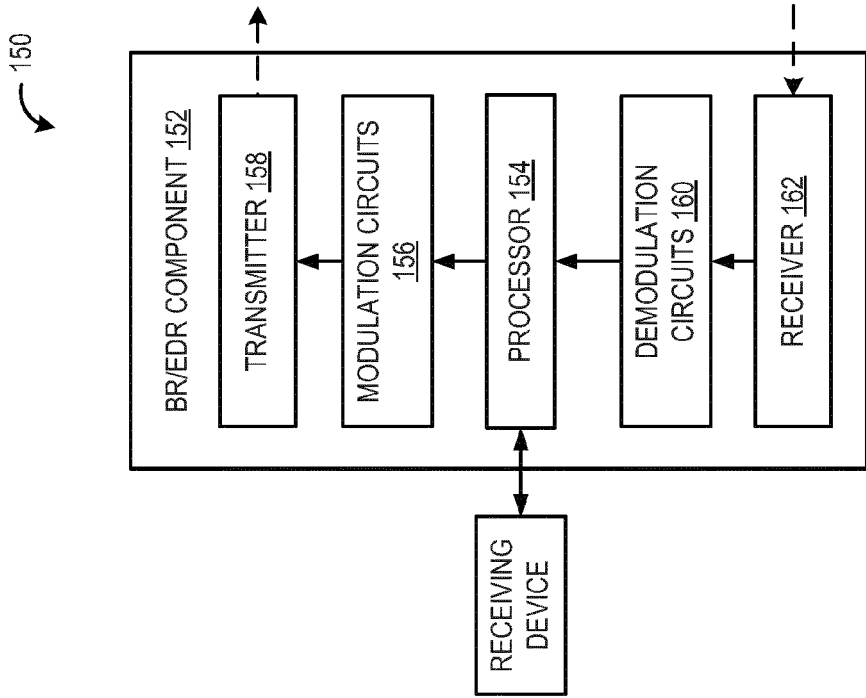 150
BR/EDR COMPONENT 152
TRANSMITTER 158
MODULATION CIRCUITS
156
PROCESSOR 154
DEMODULATION
CIRCUITS 160
RECEIVER 162
RECEIVING
DEVICE